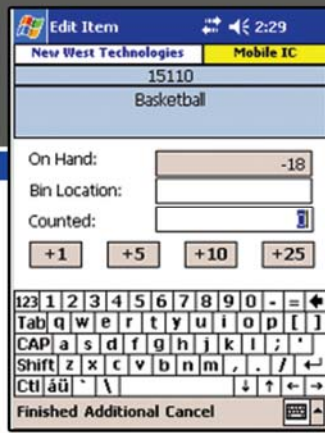 Edit Item 2:29
New West Technologies Mobile IC
15110
Basketball
On Hand: -18
Bin Location:
Counted: 0
+1 +5 +10 +25
123 1 2 3 4 5 6 7 8 9 0 - =
Tab q w e r t y u i o p [ ]
CAP a s d f g h j k l ; '
Shift z x c v b n m , . /
Ctl áü ` \
Finished Additional Cancel